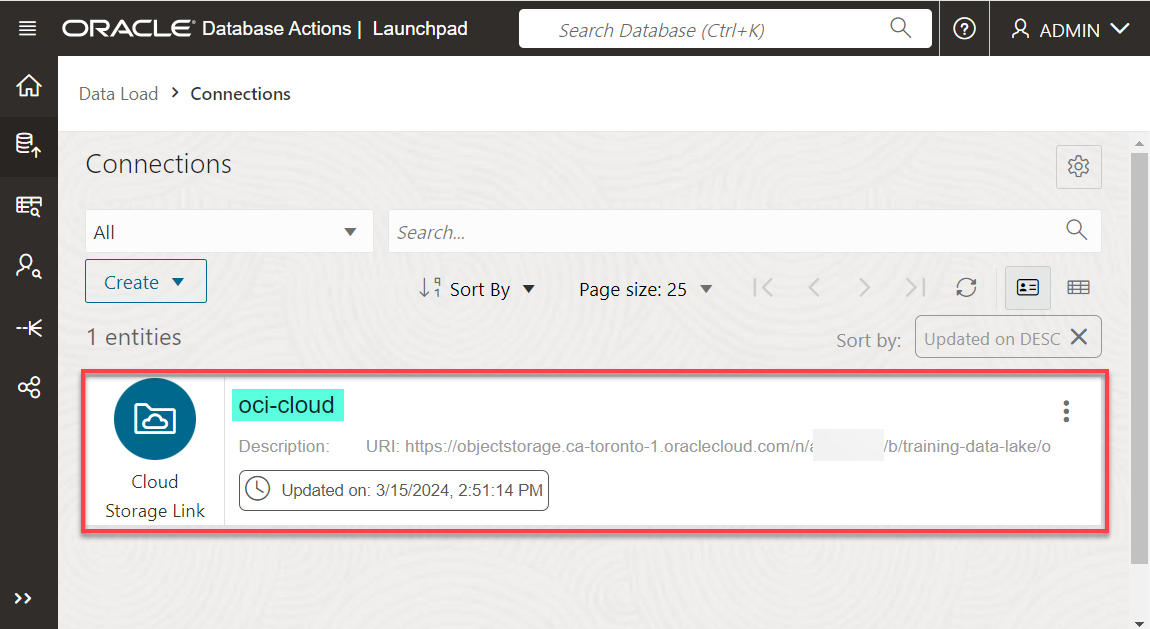 ORACLE Database Actions | Launchpad
Search Database (Ctrl+K)
ADMIN
Data Load > Connections
Connections
All
Search...
Create
Sort By
Page size: 25
1 entities
Sort by: Updated on DESC
Cloud
Storage Link
oci-cloud
Description: URI: https://objectstorage.ca-toronto-1.oraclecloud.com/n/ /b/training-data-lake/o
Updated on: 3/15/2024, 2:51:14 PM